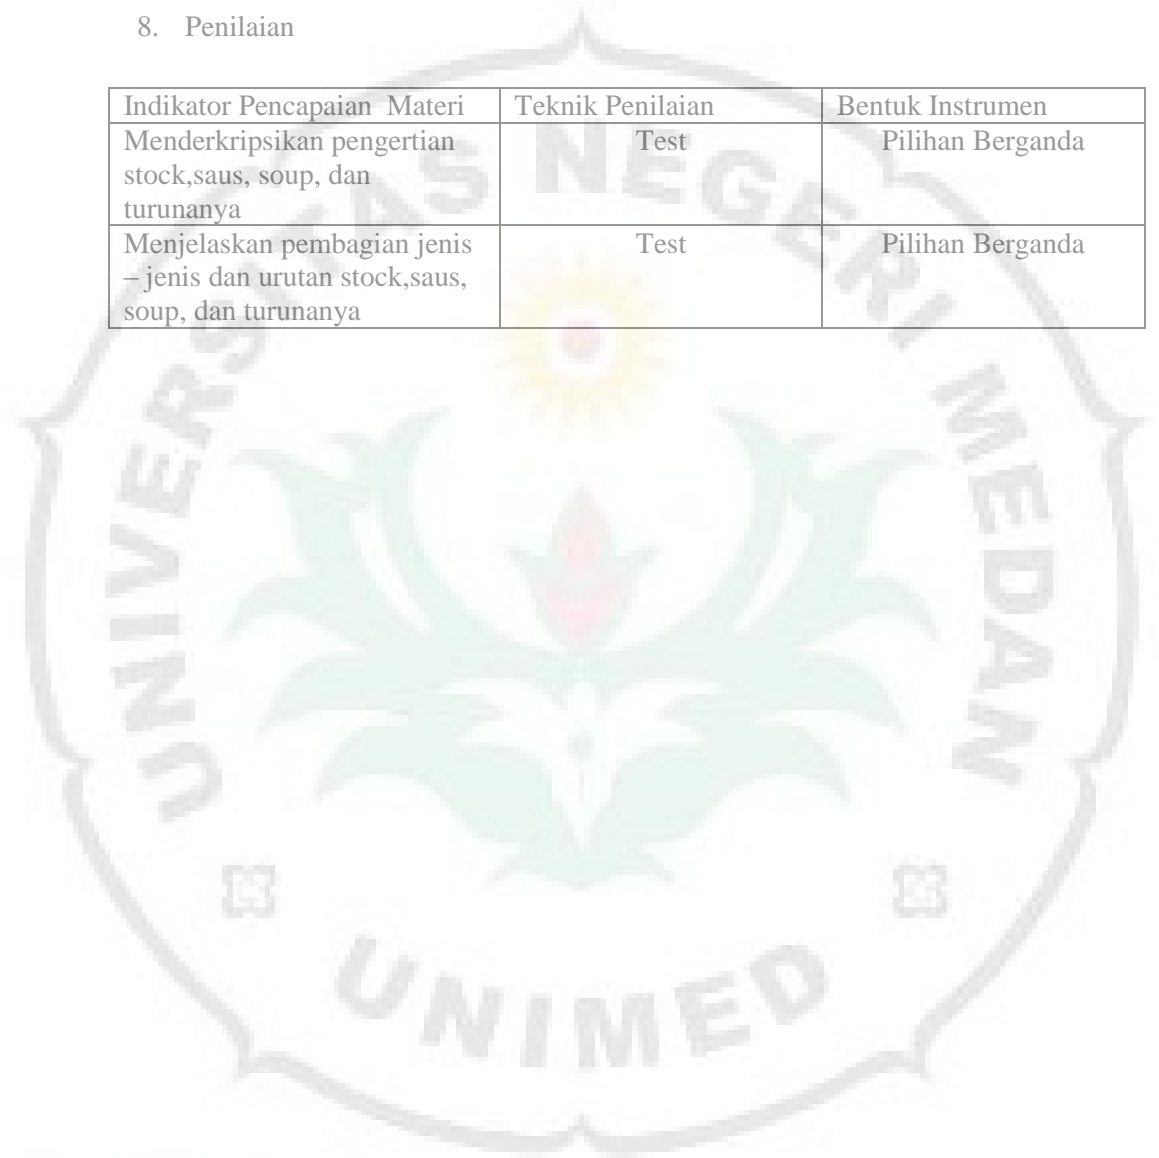 8. Penilaian
Indikator Pencapaian Materi Teknik Penilaian Bentuk Instrumen
Menderkripsikan pengertian Test Pilihan Berganda
stock,saus, soup, dan
turunanya
Menjelaskan pembagian jenis Test Pilihan Berganda
– jenis dan urutan stock,saus,
soup, dan turunanya
UNIVERSITAS NEGERI MEDAN
UNIMED